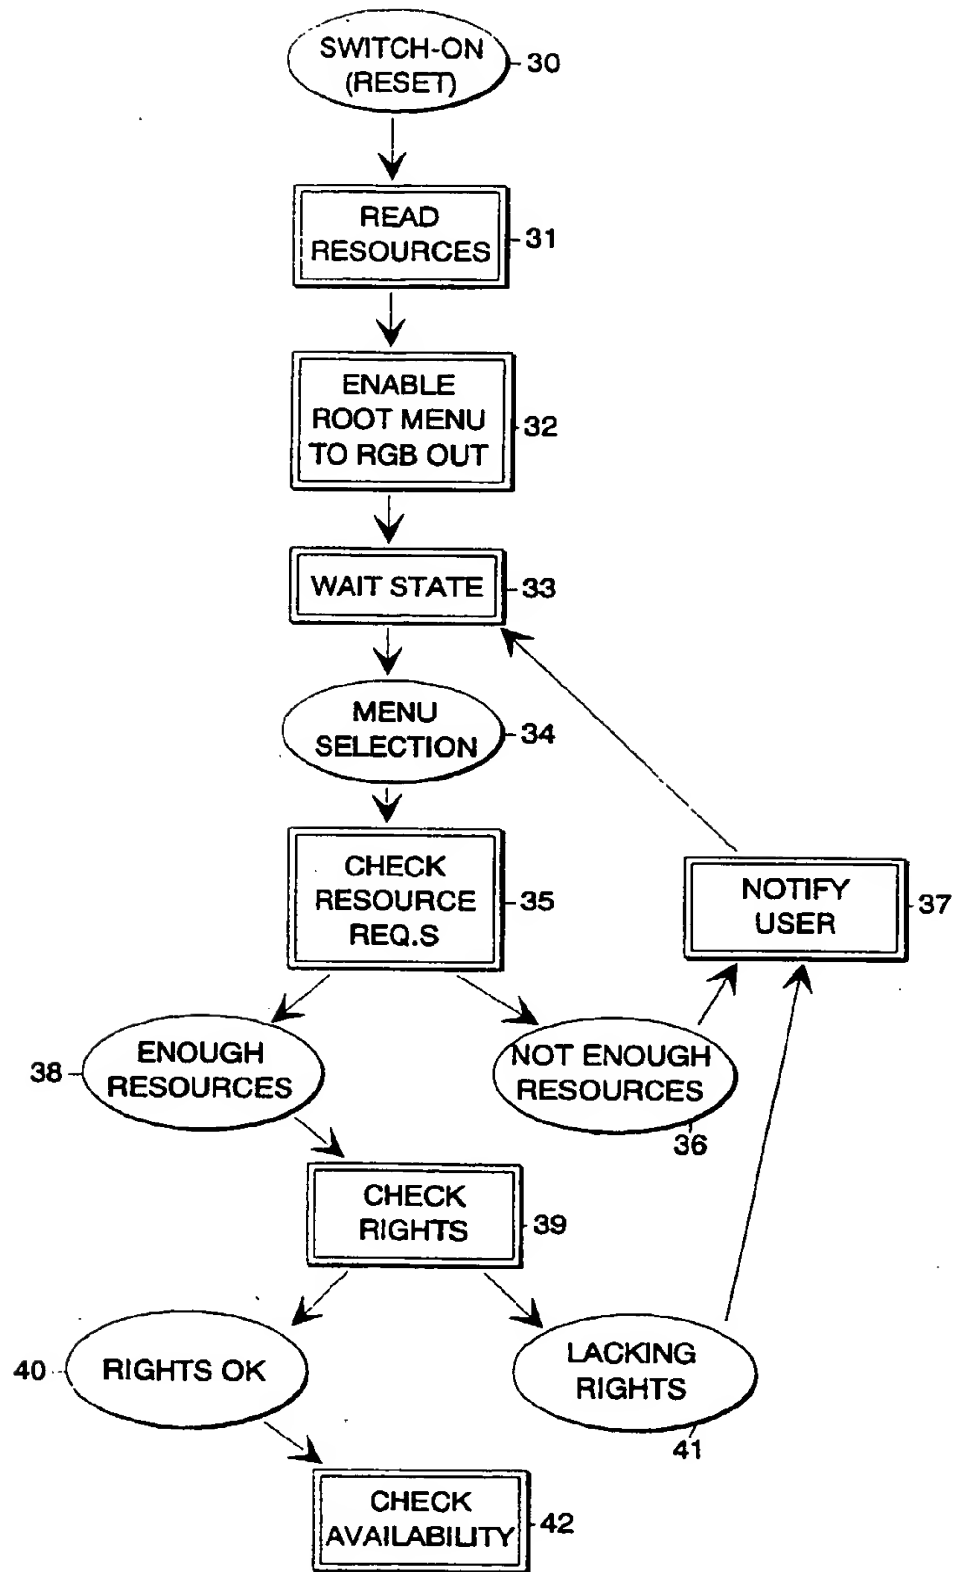 SWITCH-ON
(RESET)
30
READ
RESOURCES
31
ENABLE
ROOT MENU
TO RGB OUT
32
WAIT STATE
33
MENU
SELECTION
34
CHECK
RESOURCE
REQ.S
35
NOTIFY
USER
37
38
ENOUGH
RESOURCES
NOT ENOUGH
RESOURCES
36
CHECK
RIGHTS
39
40
RIGHTS OK
LACKING
RIGHTS
41
CHECK
AVAILABILITY
42